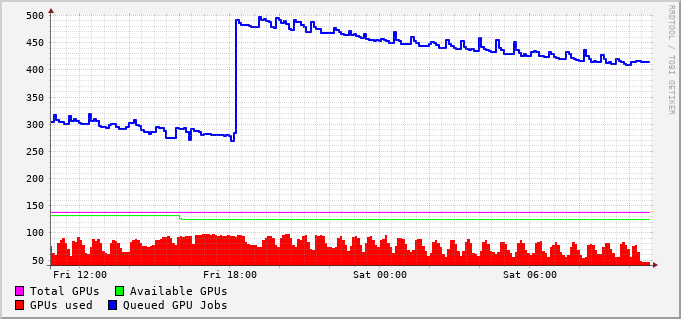 500
450
400
350
300
250
200
150
100
50
Fri 12:00 Fri 18:00 Sat 00:00 Sat 06:00
Total GPUs Available GPUs
GPUs used Queued GPU Jobs
RRDTOOL / TOBI OETIKER